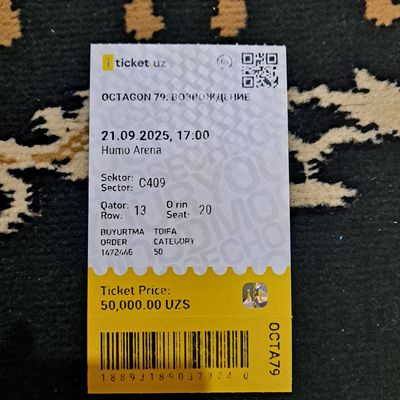 iticket.uz
OCTAGON 79: ВОЗРОЖДЕНИЕ
21.09.2025, 17:00
Humo Arena
Sektor:
Sector: C409
Qator: O'rin
Row: 13 Seat: 20
BUYURTMA TOIFA
ORDER CATEGORY
1472446 50
Ticket Price:
50,000.00 UZS
OCTA79